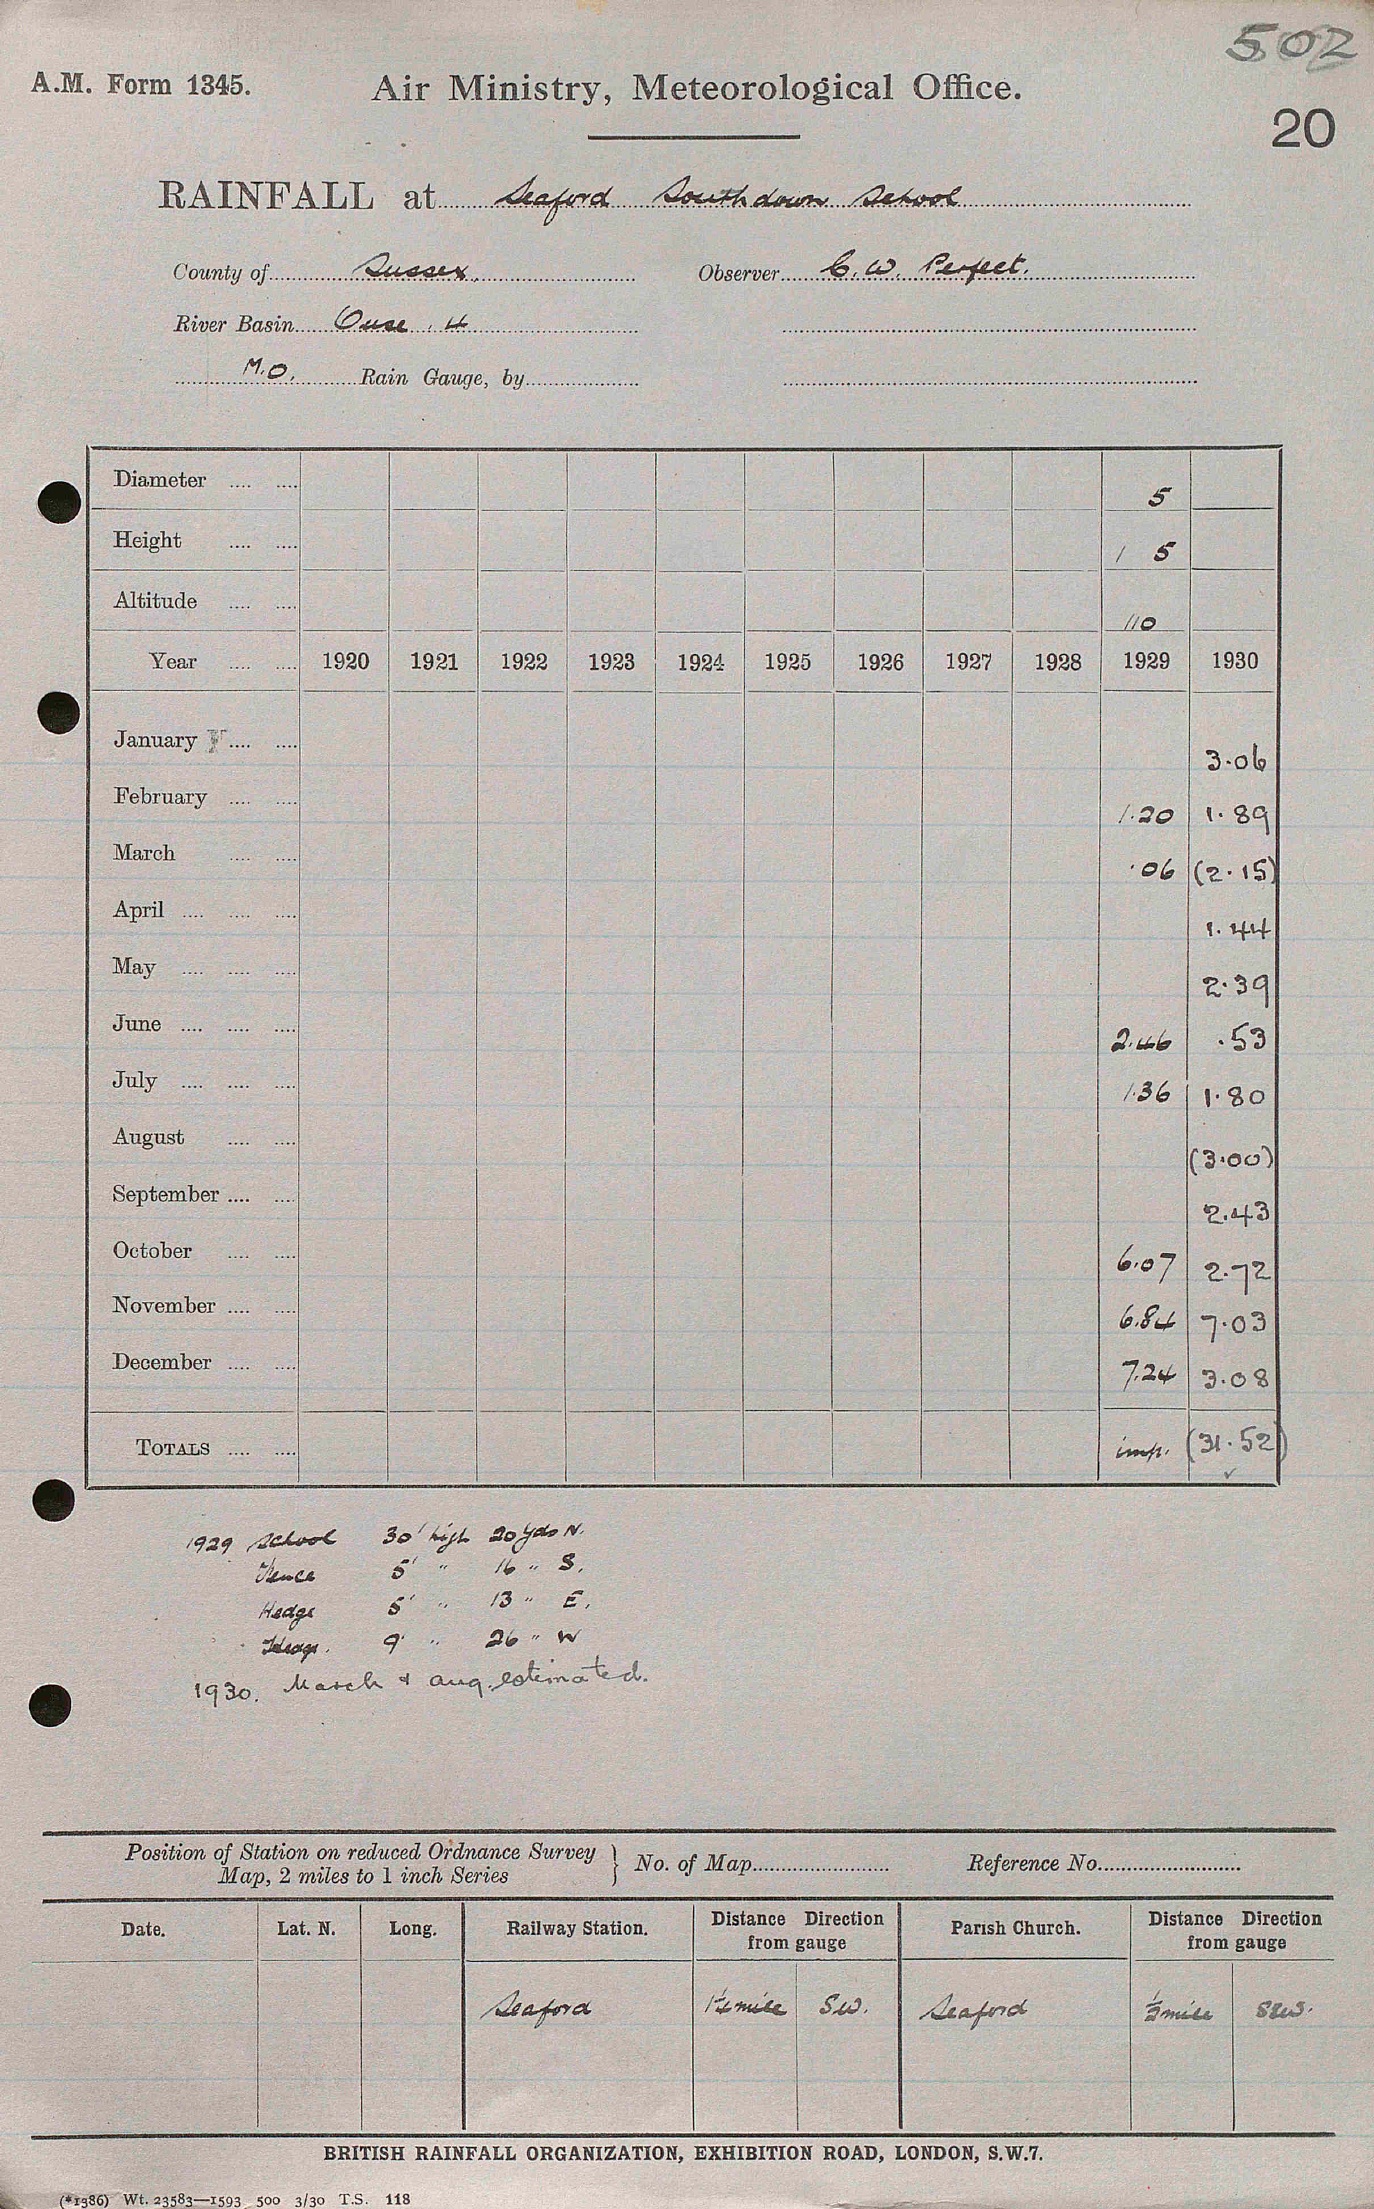 502
A.M. Form 1345. Air Ministry, Meteorological Office.
20
RAINFALL at Seaford Southdown School
County of Sussex. Observer C. W. Perfect.
River Basin Ouse. 4
M.O. Rain Gauge, by
Diameter .... .... 5
Height .... .... 1 5
Altitude .... .... 110
Year .... .... 1920 1921 1922 1923 1924 1925 1926 1927 1928 1929 1930
January .... .... 3.06
February .... .... 1.20 1.89
March .... .... .06 (2.15)
April .... .... .... 1.44
May .... .... .... 2.39
June .... .... .... 2.46 .53
July .... .... .... 1.36 1.80
August .... .... (3.00)
September .... .... 2.43
October .... .... 6.07 2.72
November .... .... 6.84 7.03
December .... .... 7.24 3.08
TOTALS .... .... imp. (31.52)
1929 School 30' high 20 yds N.
Fence 5' " 16 " S.
Hedge 5' " 13 " E.
Hedge. 9' " 26 " W
1930. March & Aug. estimated.
Position of Station on reduced Ordnance Survey
Map, 2 miles to 1 inch Series } No. of Map Reference No.
Date. Lat. N. Long. Railway Station. Distance Direction from gauge Parish Church. Distance Direction from gauge
Seaford mile SW. Seaford ½ mile SSW.
BRITISH RAINFALL ORGANIZATION, EXHIBITION ROAD, LONDON, S.W.7.
(*1386) Wt. 23583—1593 500 3/30 T.S. 118